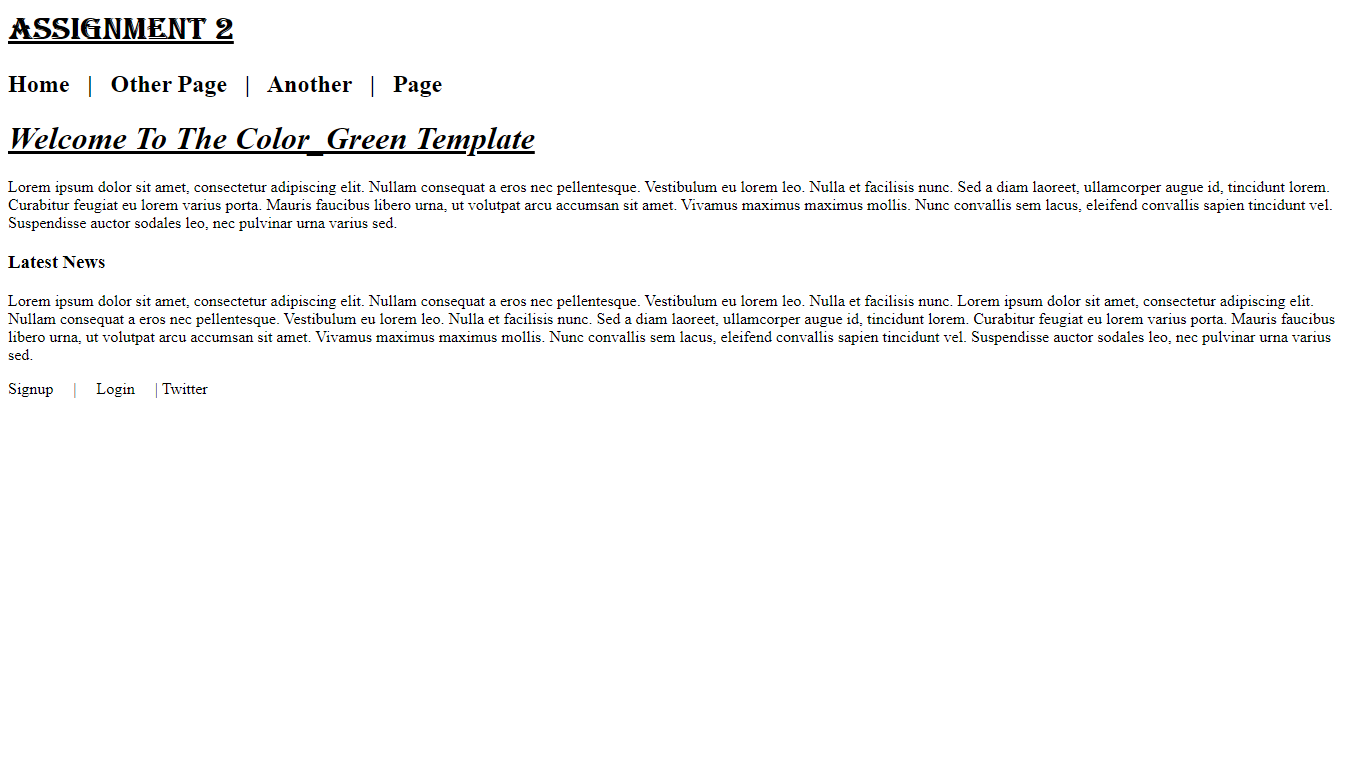 ASSIGNMENT 2
Home | Other Page | Another | Page
Welcome To The Color_Green Template
Lorem ipsum dolor sit amet, consectetur adipiscing elit. Nullam consequat a eros nec pellentesque. Vestibulum eu lorem leo. Nulla et facilisis nunc. Sed a diam laoreet, ullamcorper augue id, tincidunt lorem.
Curabitur feugiat eu lorem varius porta. Mauris faucibus libero urna, ut volutpat arcu accumsan sit amet. Vivamus maximus maximus mollis. Nunc convallis sem lacus, eleifend convallis sapien tincidunt vel.
Suspendisse auctor sodales leo, nec pulvinar urna varius sed.
Latest News
Lorem ipsum dolor sit amet, consectetur adipiscing elit. Nullam consequat a eros nec pellentesque. Vestibulum eu lorem leo. Nulla et facilisis nunc. Lorem ipsum dolor sit amet, consectetur adipiscing elit.
Nullam consequat a eros nec pellentesque. Vestibulum eu lorem leo. Nulla et facilisis nunc. Sed a diam laoreet, ullamcorper augue id, tincidunt lorem. Curabitur feugiat eu lorem varius porta. Mauris faucibus
libero urna, ut volutpat arcu accumsan sit amet. Vivamus maximus maximus mollis. Nunc convallis sem lacus, eleifend convallis sapien tincidunt vel. Suspendisse auctor sodales leo, nec pulvinar urna varius
sed.
Signup | Login | Twitter